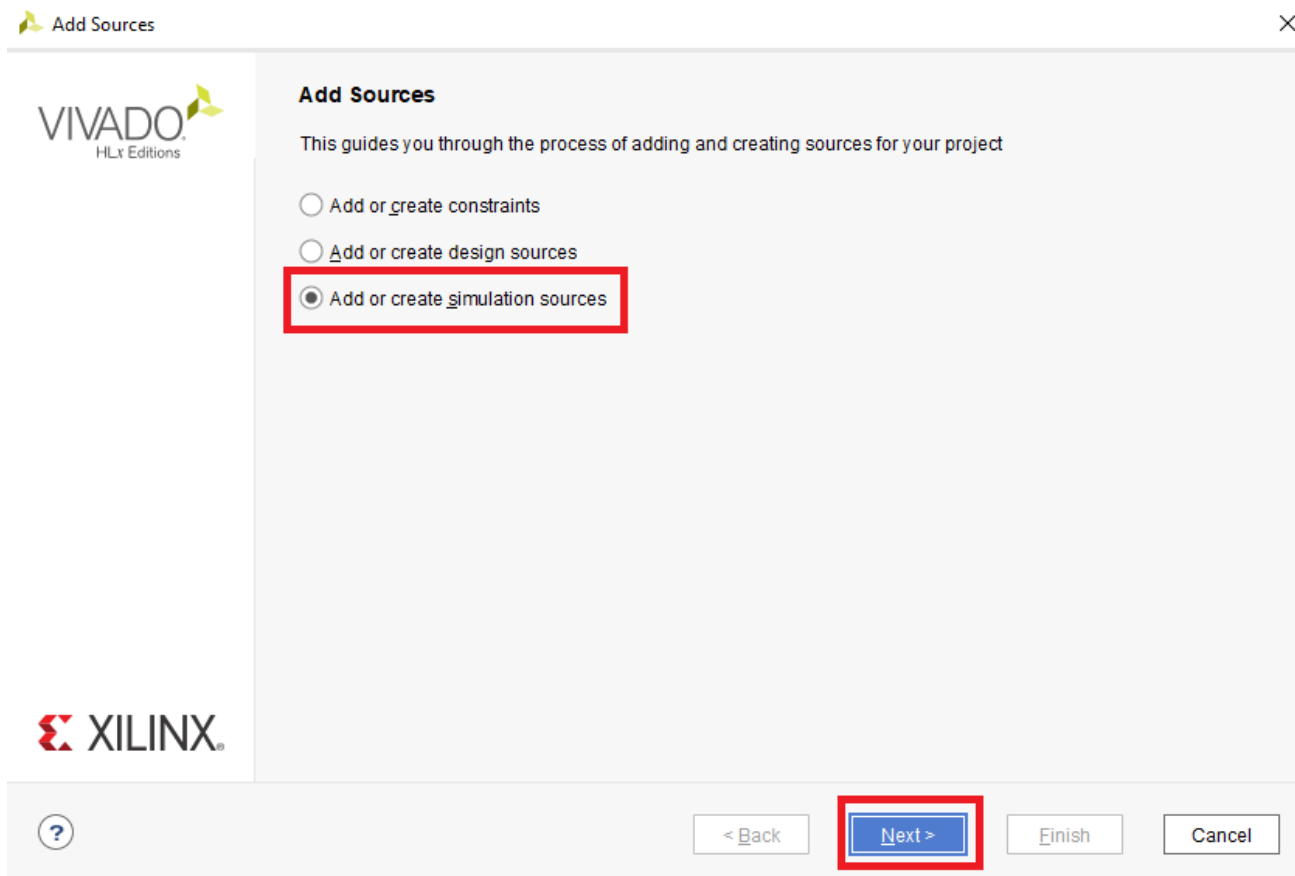 Add Sources
VIVADO.
HLx Editions
Add Sources
This guides you through the process of adding and creating sources for your project
Add or create constraints
Add or create design sources
Add or create simulation sources
XILINX.
?
< Back
Next >
Finish
Cancel